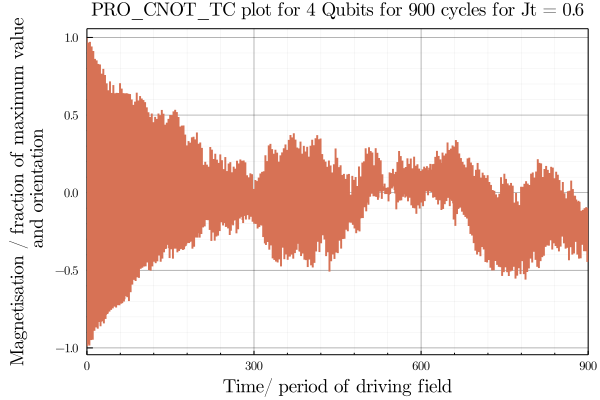 PRO_CNOT_TC plot for 4 Qubits for 900 cycles for Jt = 0.6
Magnetisation / fraction of maximum value
and orientation
1.0
0.5
0.0
−0.5
−1.0
0
300
600
900
Time/ period of driving field